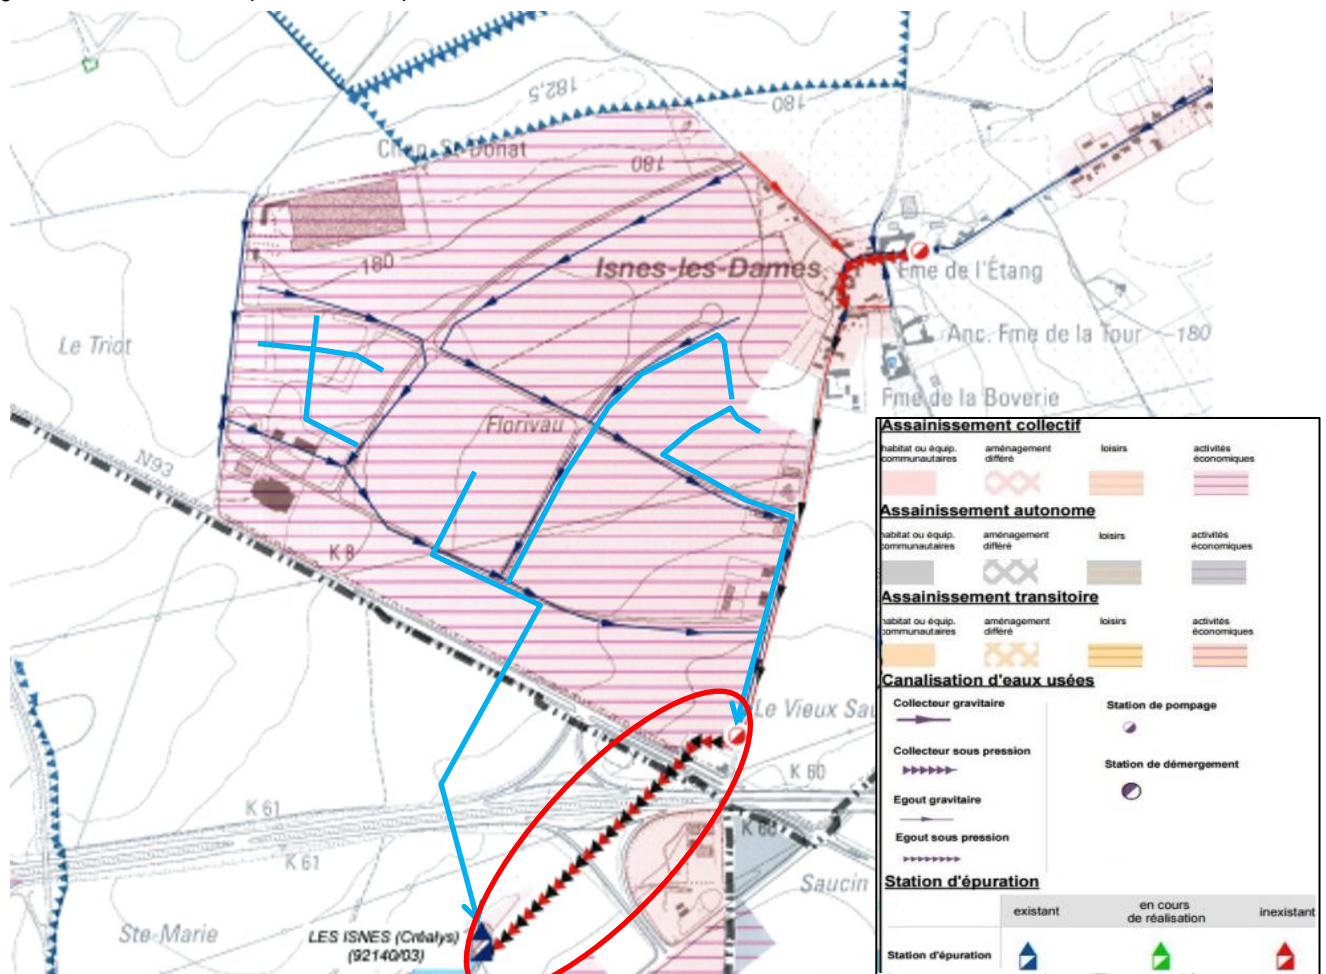 182,5
180
Chap. St-Donat
180
180
Isnes-les-Dames
Fme de l'Étang
Le Triot
Anc. Fme de la Tour
180
Fme de la Boverie
Florivau
N93
K 8
Le Vieux Sau
K 60
K 61
K 68
K 61
Saucin
Ste-Marie
LES ISNES (Créalys)
(92140/03)
Assainissement collectif
habitat ou équip. aménagement loisirs activités
communautaires différé économiques
Assainissement autonome
habitat ou équip. aménagement loisirs activités
communautaires différé économiques
Assainissement transitoire
habitat ou équip. aménagement loisirs activités
communautaires différé économiques
Canalisation d'eaux usées
Collecteur gravitaire Station de pompage
Collecteur sous pression Station de démergement
Egout gravitaire
Egout sous pression
Station d'épuration
existant en cours inexistant
de réalisation
Station d'épuration